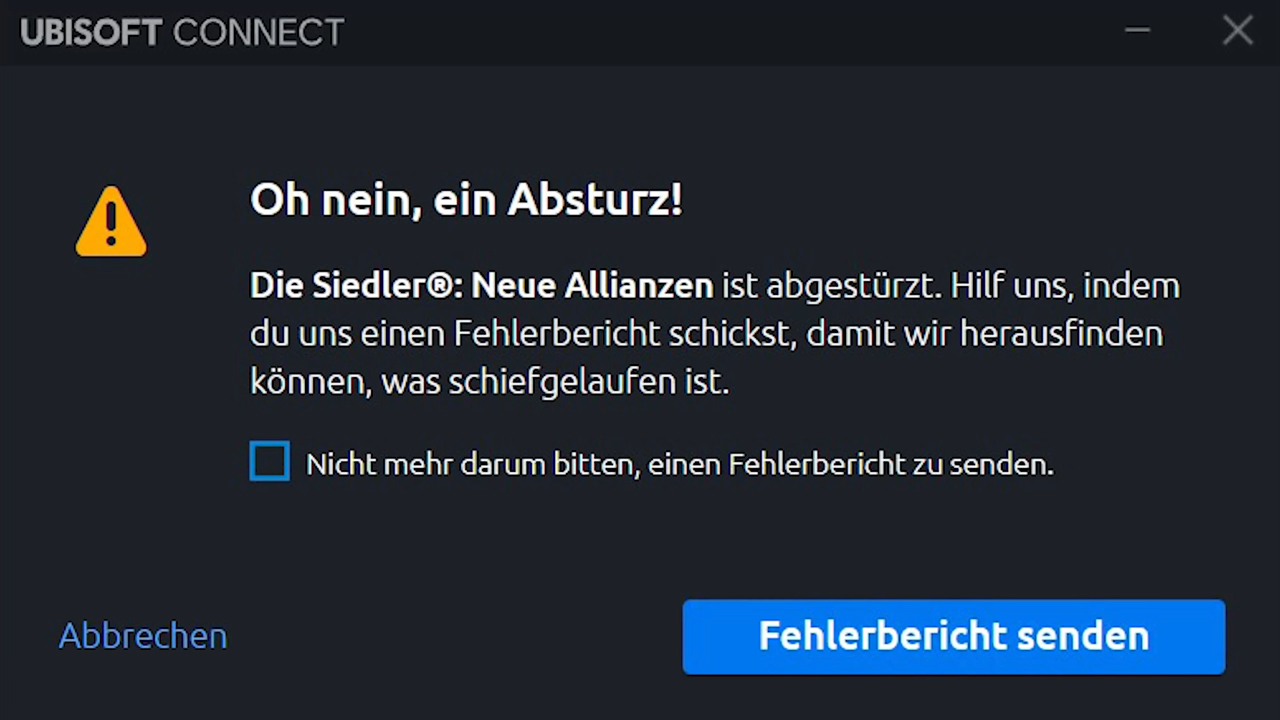 UBISOFT CONNECT
Oh nein, ein Absturz!
Die Siedler®: Neue Allianzen ist abgestürzt. Hilf uns, indem
du uns einen Fehlerbericht schickst, damit wir herausfinden
können, was schiefgelaufen ist.
Nicht mehr darum bitten, einen Fehlerbericht zu senden.
Abbrechen
Fehlerbericht senden